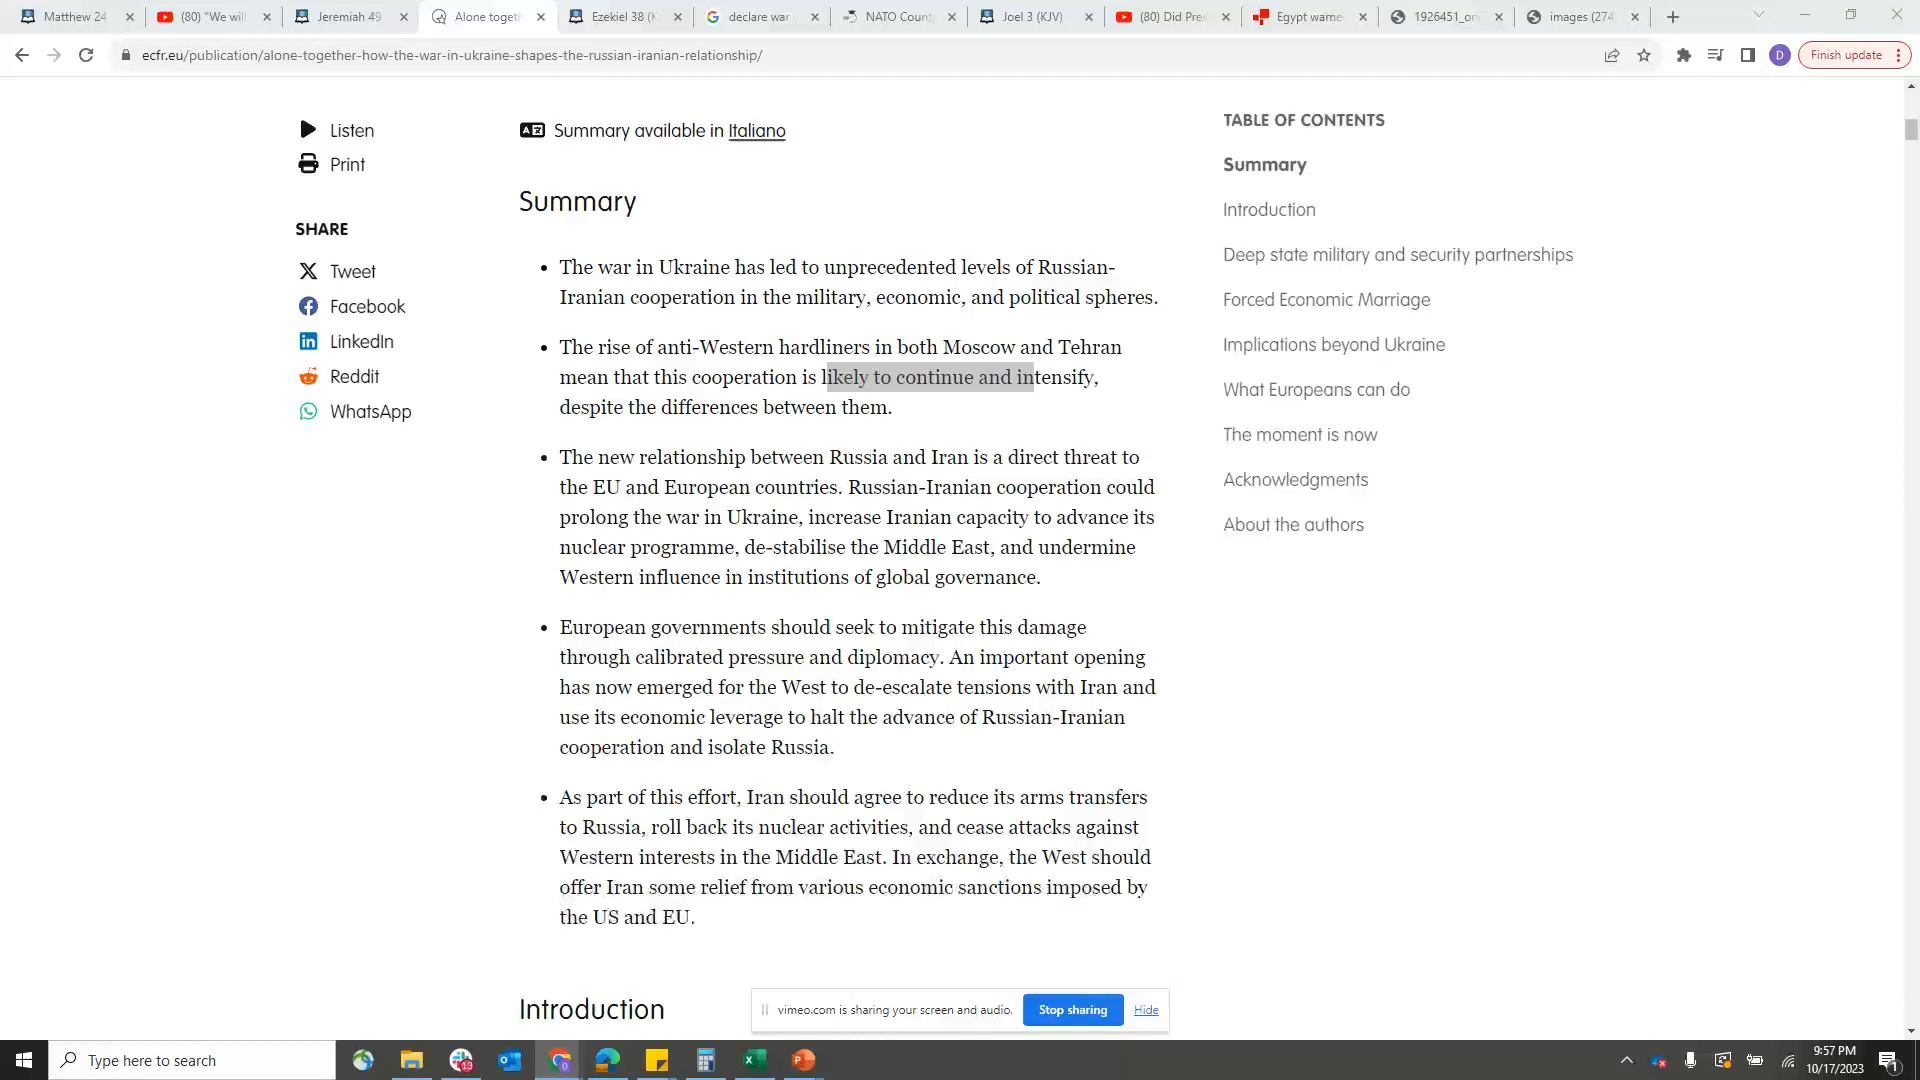 Matthew 24
(80) "We will
Jeremiah 49
Alone togeth
Ezekiel 38 (K
declare war
NATO Count
Joel 3 (KJV)
(80) Did Pre
Egypt warne
1926451_on
images (274
ecfr.eu/publication/alone-together-how-the-war-in-ukraine-shapes-the-russian-iranian-relationship/
D
Finish update
Listen
Print
SHARE
Tweet
Facebook
LinkedIn
Reddit
WhatsApp
Summary available in Italiano
Summary
• The war in Ukraine has led to unprecedented levels of Russian-
Iranian cooperation in the military, economic, and political spheres.
• The rise of anti-Western hardliners in both Moscow and Tehran
mean that this cooperation is likely to continue and intensify,
despite the differences between them.
• The new relationship between Russia and Iran is a direct threat to
the EU and European countries. Russian-Iranian cooperation could
prolong the war in Ukraine, increase Iranian capacity to advance its
nuclear programme, de-stabilise the Middle East, and undermine
Western influence in institutions of global governance.
• European governments should seek to mitigate this damage
through calibrated pressure and diplomacy. An important opening
has now emerged for the West to de-escalate tensions with Iran and
use its economic leverage to halt the advance of Russian-Iranian
cooperation and isolate Russia.
• As part of this effort, Iran should agree to reduce its arms transfers
to Russia, roll back its nuclear activities, and cease attacks against
Western interests in the Middle East. In exchange, the West should
offer Iran some relief from various economic sanctions imposed by
the US and EU.
Introduction
TABLE OF CONTENTS
Summary
Introduction
Deep state military and security partnerships
Forced Economic Marriage
Implications beyond Ukraine
What Europeans can do
The moment is now
Acknowledgments
About the authors
vimeo.com is sharing your screen and audio.
Stop sharing
Hide
Type here to search
13
9:57 PM
10/17/2023
1